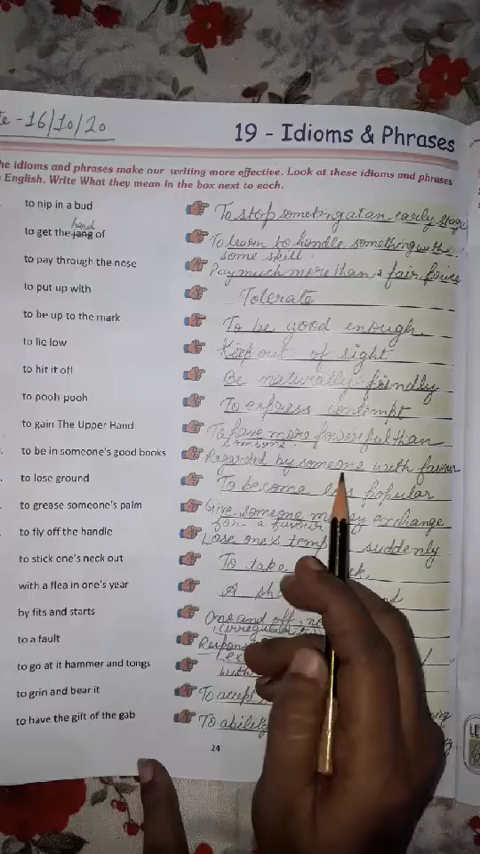 te - 16/10/20
19 - Idioms & Phrases
he idioms and phrases make our writing more effective. Look at these idioms and phrases
English. Write What they mean in the box next to each.
to nip in a bud To stop sometng at an easily stage
hand
to get the jang of To learn to handle something with some skill.
to pay through the nose Pay much more than a fair
to put up with Tolerate
to be up to the mark To be good enough
to lie low Keep out of sight
to hit it off Be naturally friendly
to pooh pooh To express contempt
to gain The Upper Hand To have more powerful than someone
to be in someone's good books Regarded by someone with favour
to lose ground To become less popular
to grease someone's palm Give someone money exchange for a favour
to fly off the handle Lose one's temp suddenly
to stick one's neck out To take
with a flea in one's year A sh
by fits and starts One and off, irregular
to a fault
to go at it hammer and tongs with
to grin and bear it To accept
to have the gift of the gab To ability
24